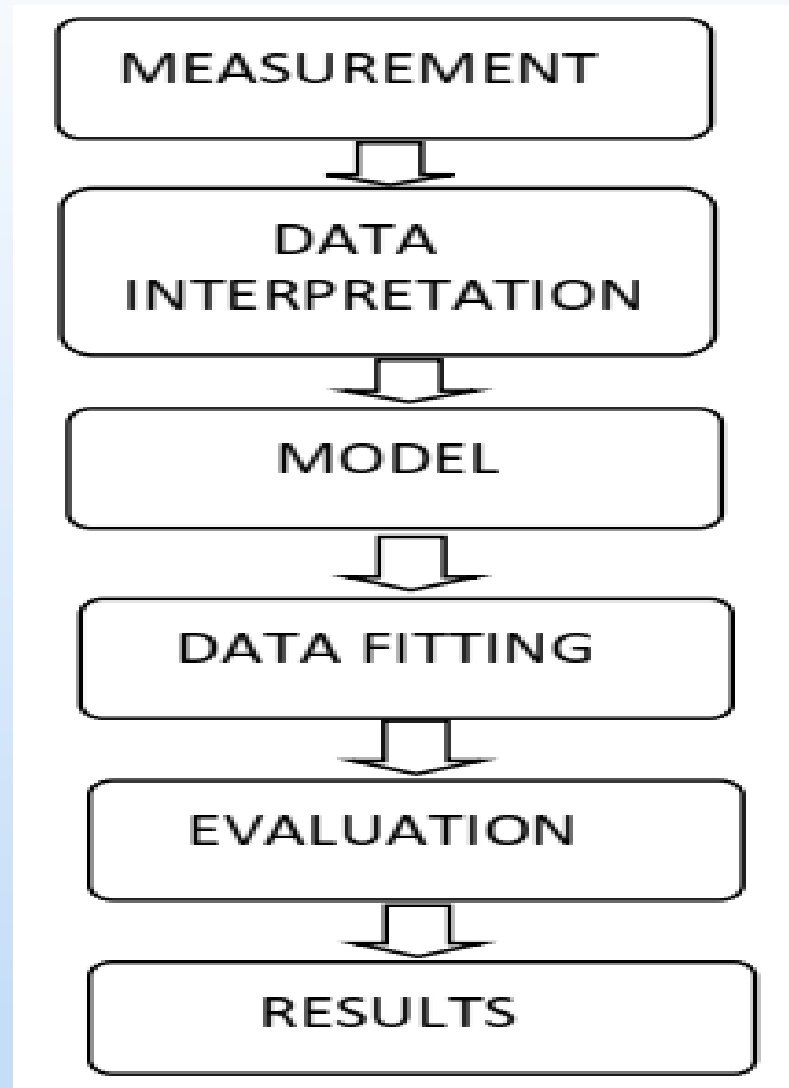 MEASUREMENT
DATA
INTERPRETATION
MODEL
DATA FITTING
EVALUATION
RESULTS